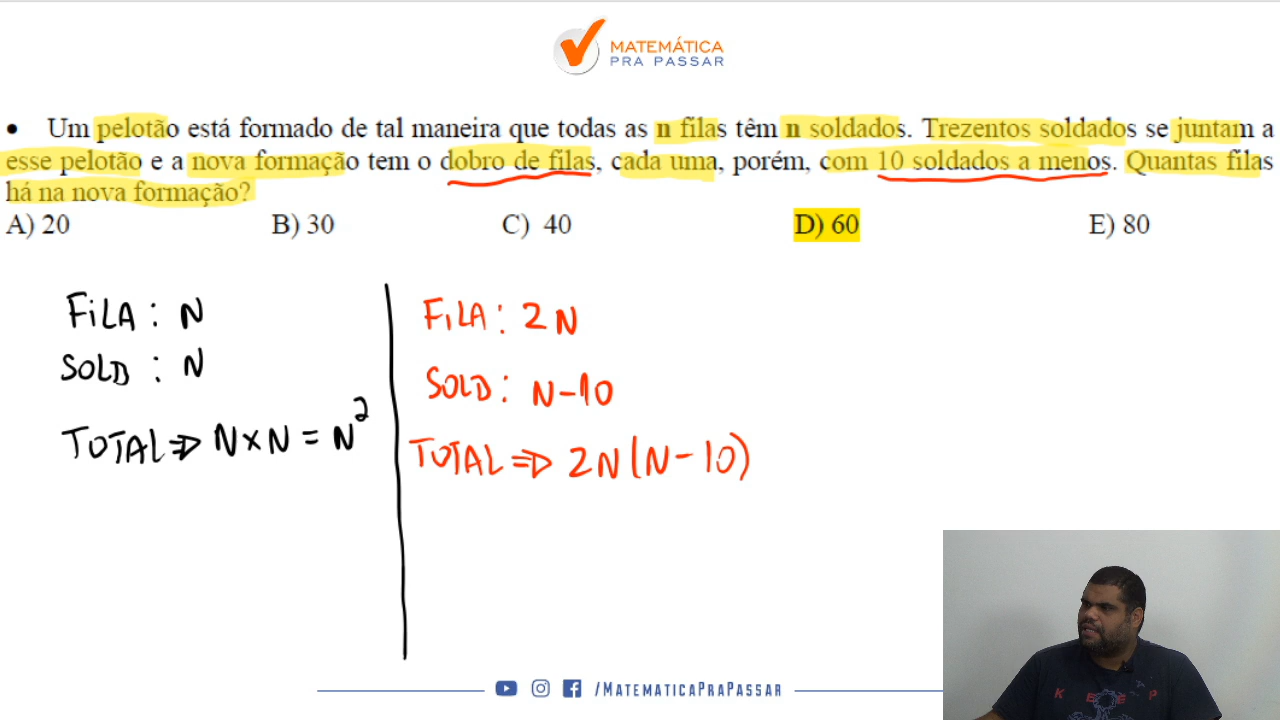 MATEMÁTICA
PRA PASSAR
• Um pelotão está formado de tal maneira que todas as n filas têm n soldados. Trezentos soldados se juntam a
esse pelotão e a nova formação tem o dobro de filas, cada uma, porém, com 10 soldados a menos. Quantas filas
há na nova formação?
A) 20 B) 30 C) 40 D) 60 E) 80
FILA : N
SOLD : N
TOTAL ⇒ N × N = N²
FILA : 2N
SOLD : N - 10
TOTAL ⇒ 2N(N - 10)
K E E P
/MATEMATICAPRAPASSAR